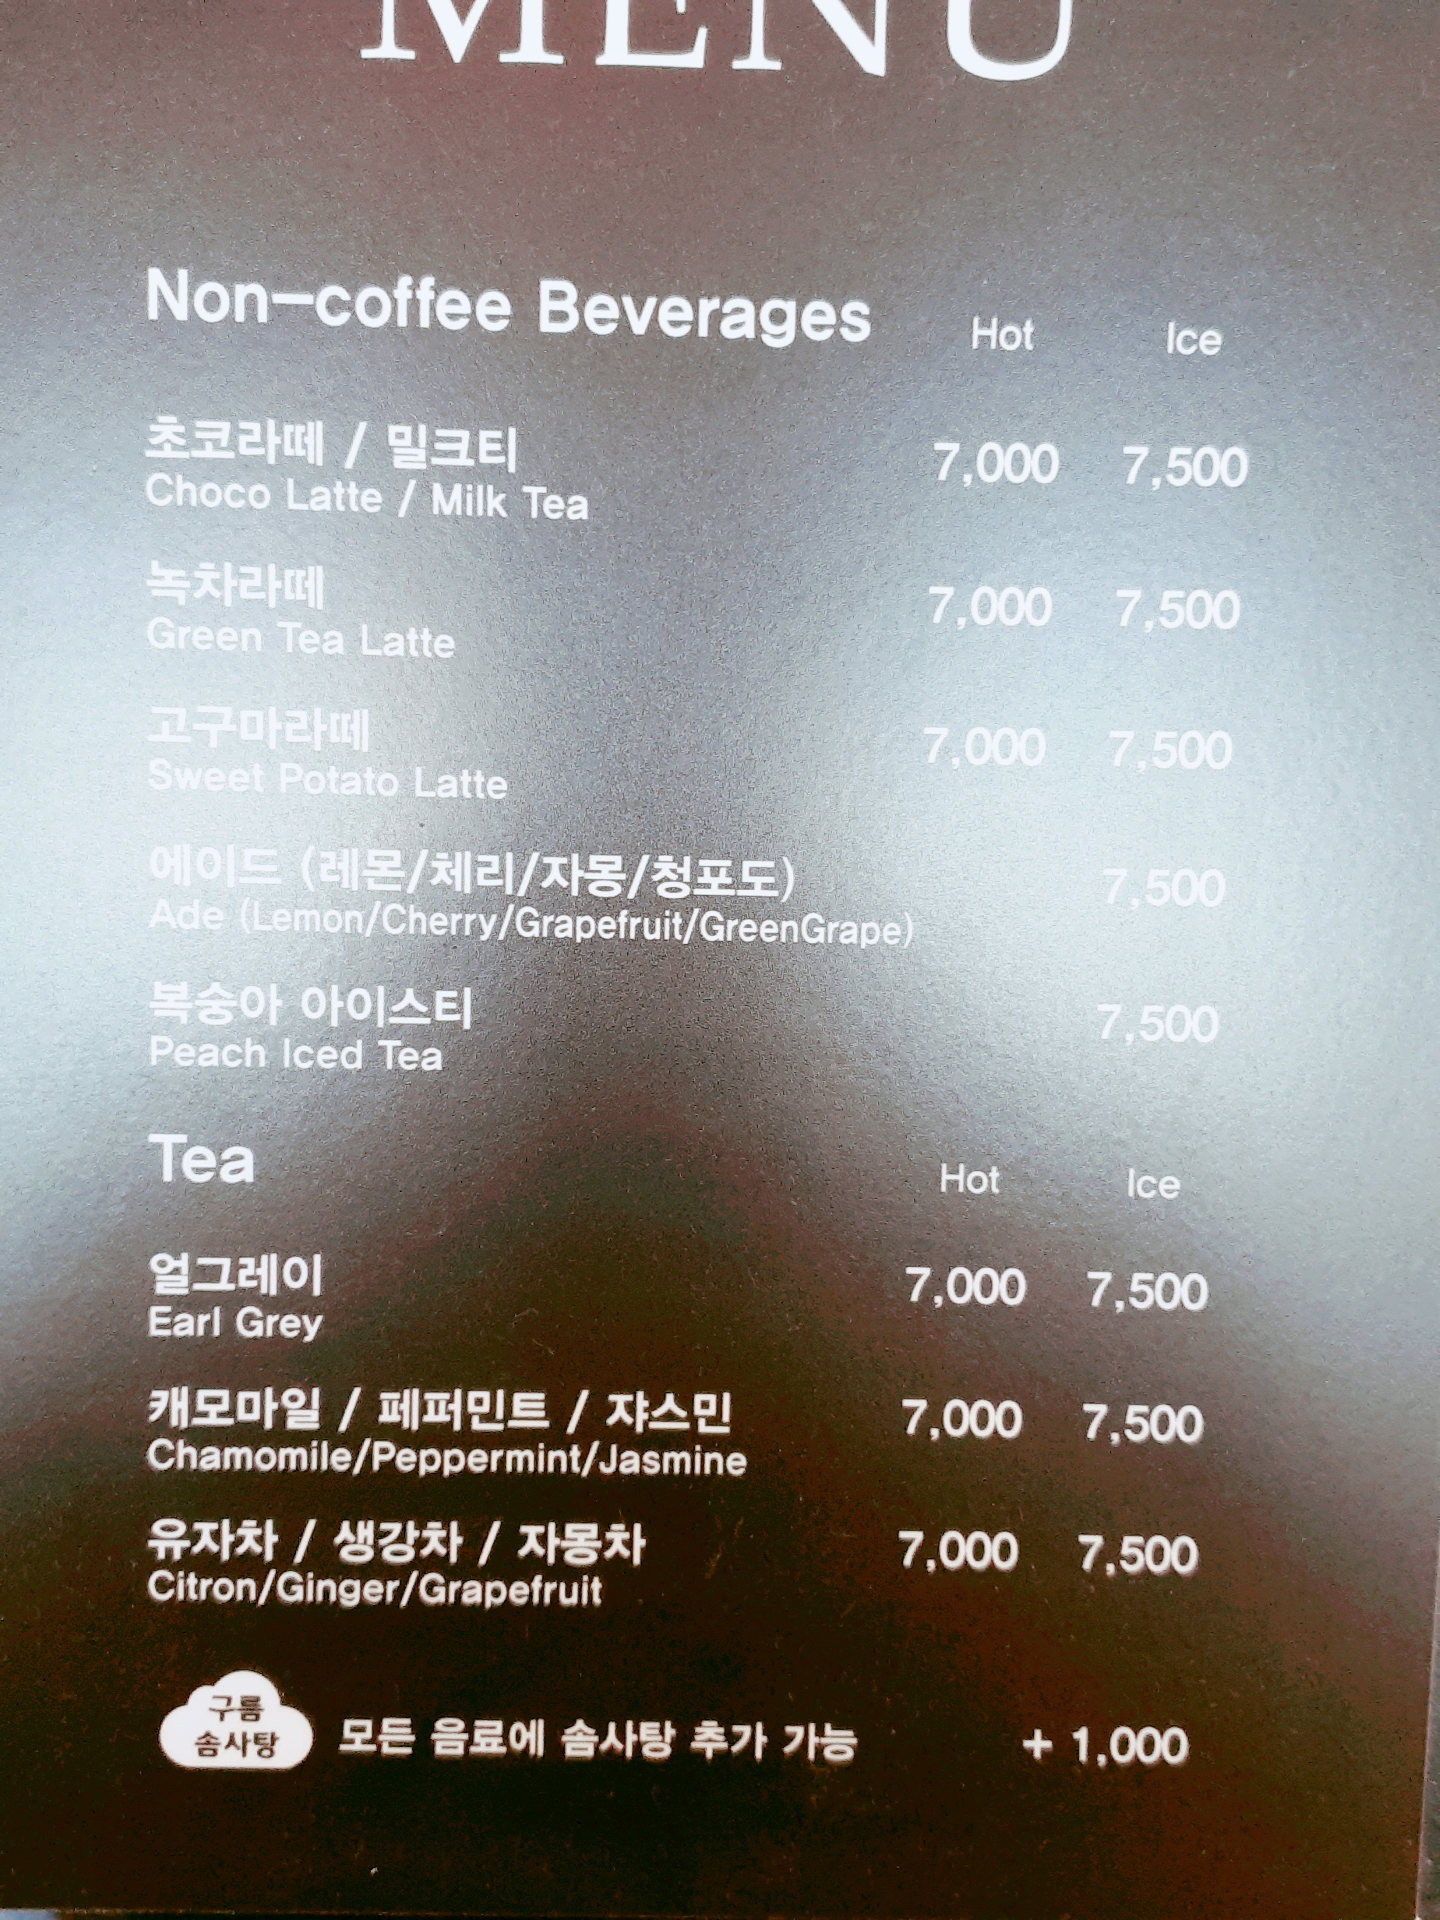 MENU
Non-coffee Beverages Hot Ice
초코라떼 / 밀크티 7,000 7,500
Choco Latte / Milk Tea
녹차라떼 7,000 7,500
Green Tea Latte
고구마라떼 7,000 7,500
Sweet Potato Latte
에이드 (레몬/체리/자몽/청포도) 7,500
Ade (Lemon/Cherry/Grapefruit/GreenGrape)
복숭아 아이스티 7,500
Peach Iced Tea
Tea Hot Ice
얼그레이 7,000 7,500
Earl Grey
캐모마일 / 페퍼민트 / 쟈스민 7,000 7,500
Chamomile/Peppermint/Jasmine
유자차 / 생강차 / 자몽차 7,000 7,500
Citron/Ginger/Grapefruit
구름
솜사탕 모든 음료에 솜사탕 추가 가능 + 1,000